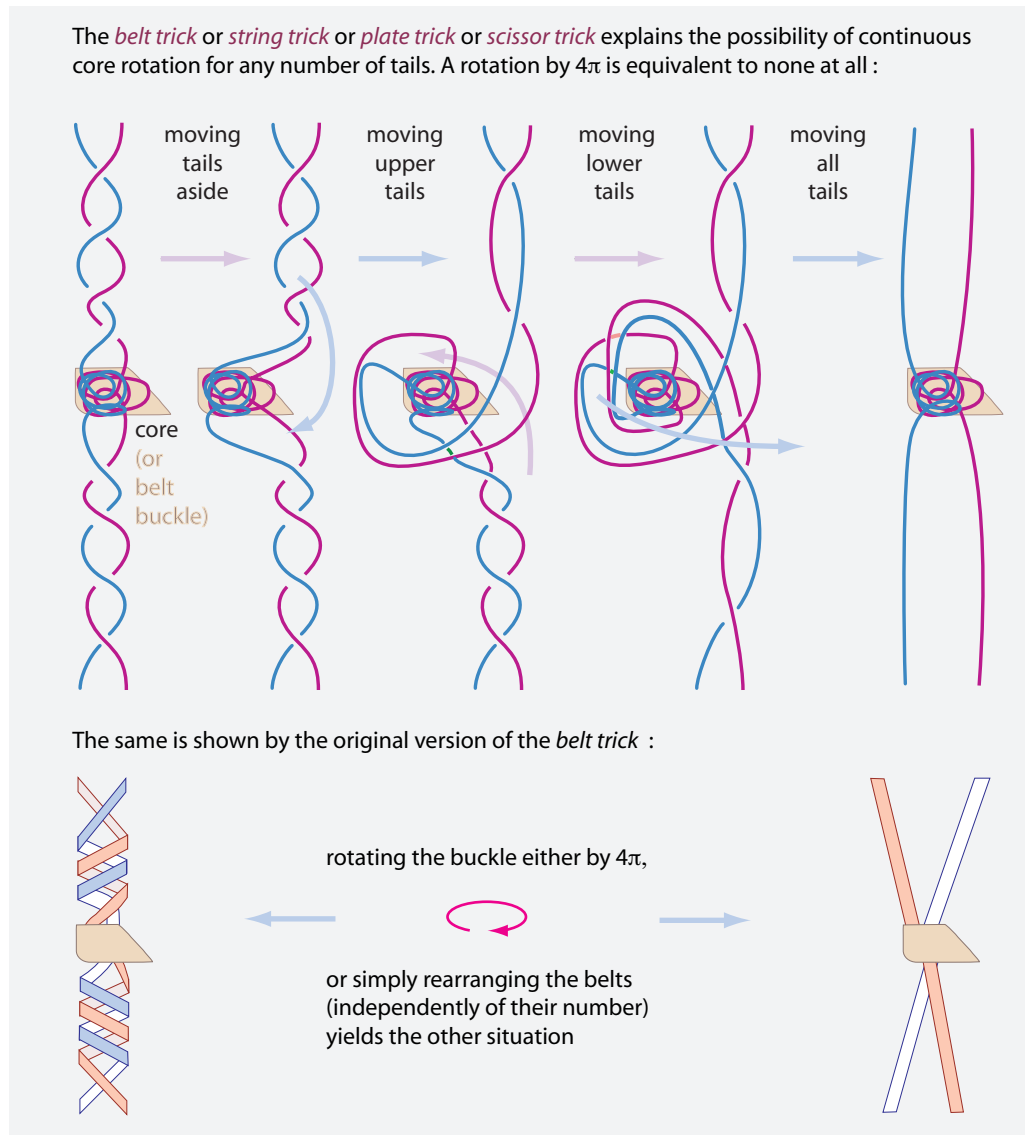 The belt trick or string trick or plate trick or scissor trick explains the possibility of continuous
core rotation for any number of tails. A rotation by 4π is equivalent to none at all :
moving
tails
aside
moving
upper
tails
moving
lower
tails
moving
all
tails
core
(or
belt
buckle)
The same is shown by the original version of the belt trick :
rotating the buckle either by 4π,
or simply rearranging the belts
(independently of their number)
yields the other situation